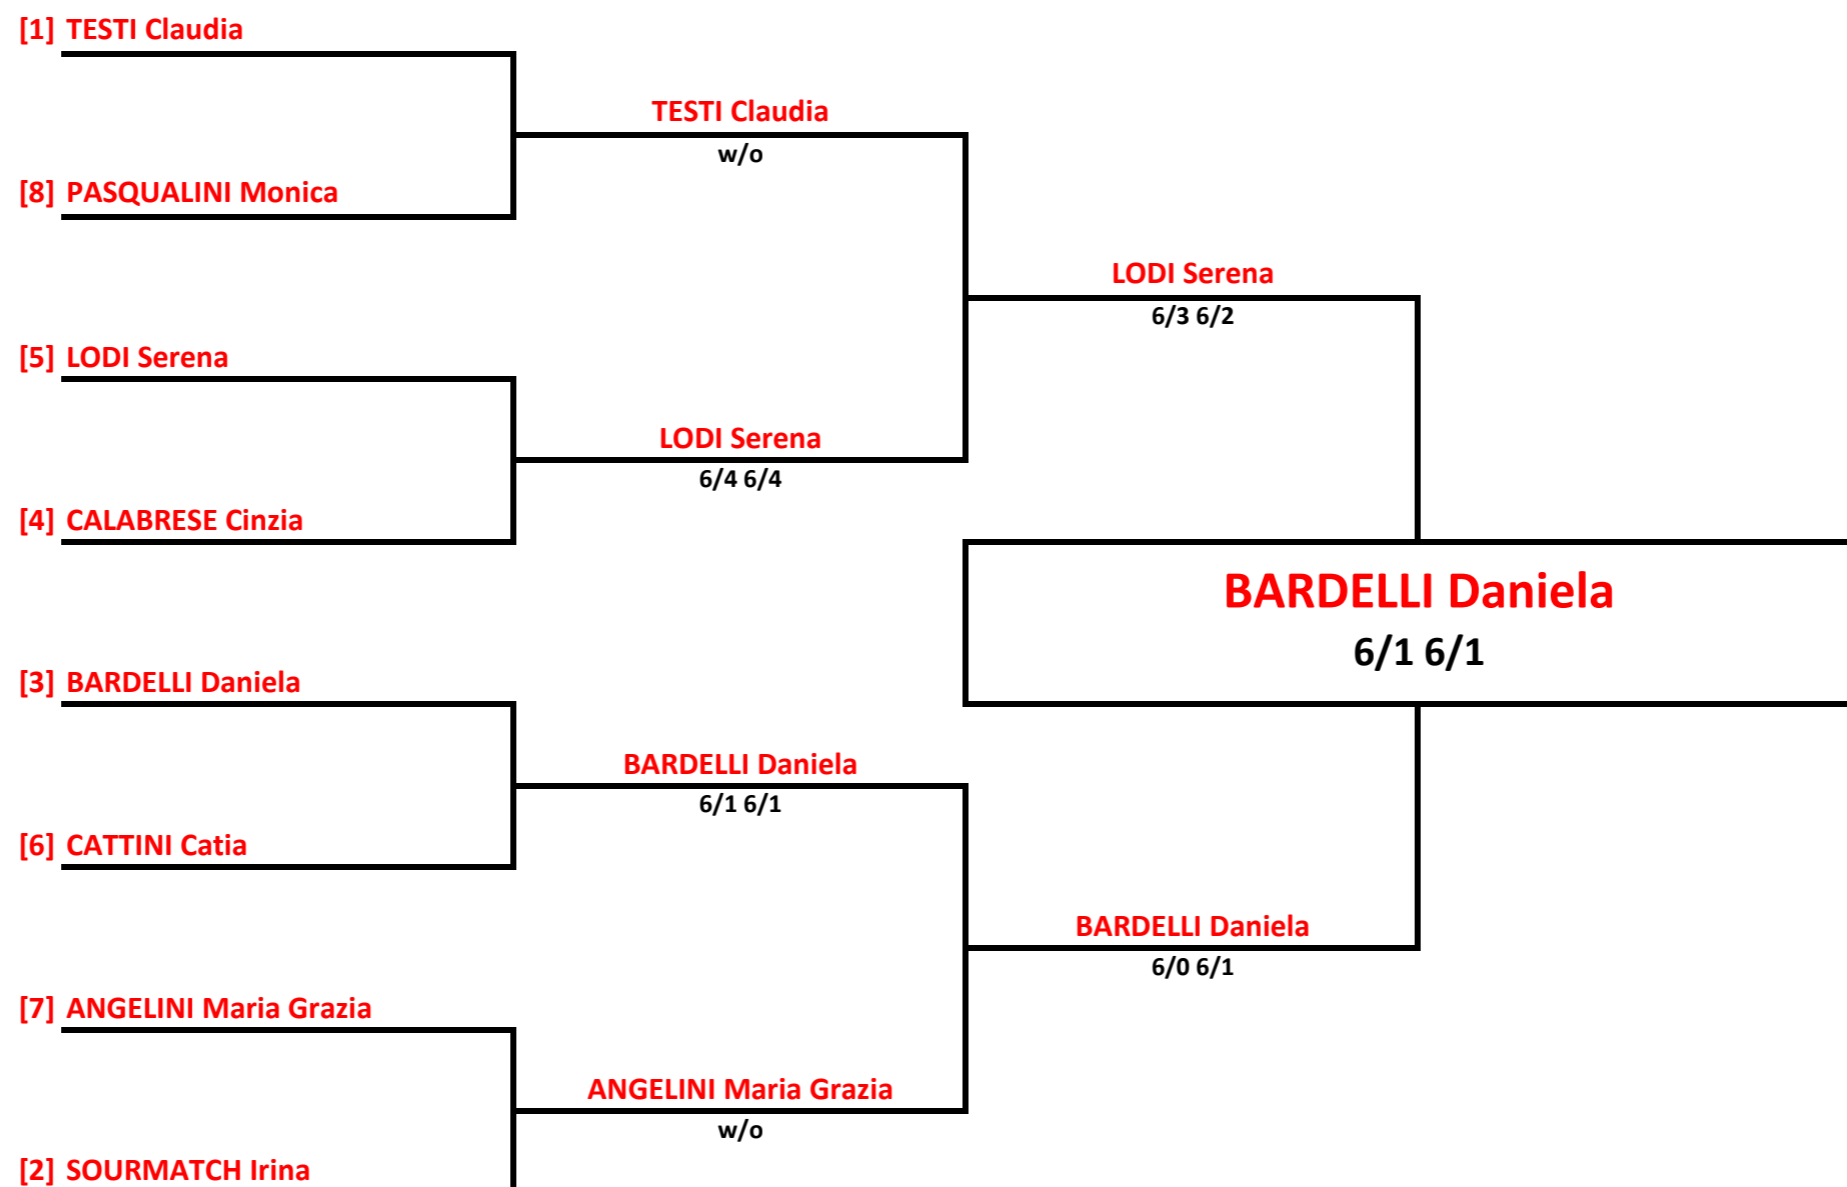 [1] TESTI Claudia
TESTI Claudia
w/o
[8] PASQUALINI Monica
LODI Serena
6/3 6/2
[5] LODI Serena
LODI Serena
6/4 6/4
[4] CALABRESE Cinzia
BARDELLI Daniela
6/1 6/1
[3] BARDELLI Daniela
BARDELLI Daniela
6/1 6/1
[6] CATTINI Catia
BARDELLI Daniela
6/0 6/1
[7] ANGELINI Maria Grazia
ANGELINI Maria Grazia
w/o
[2] SOURMATCH Irina